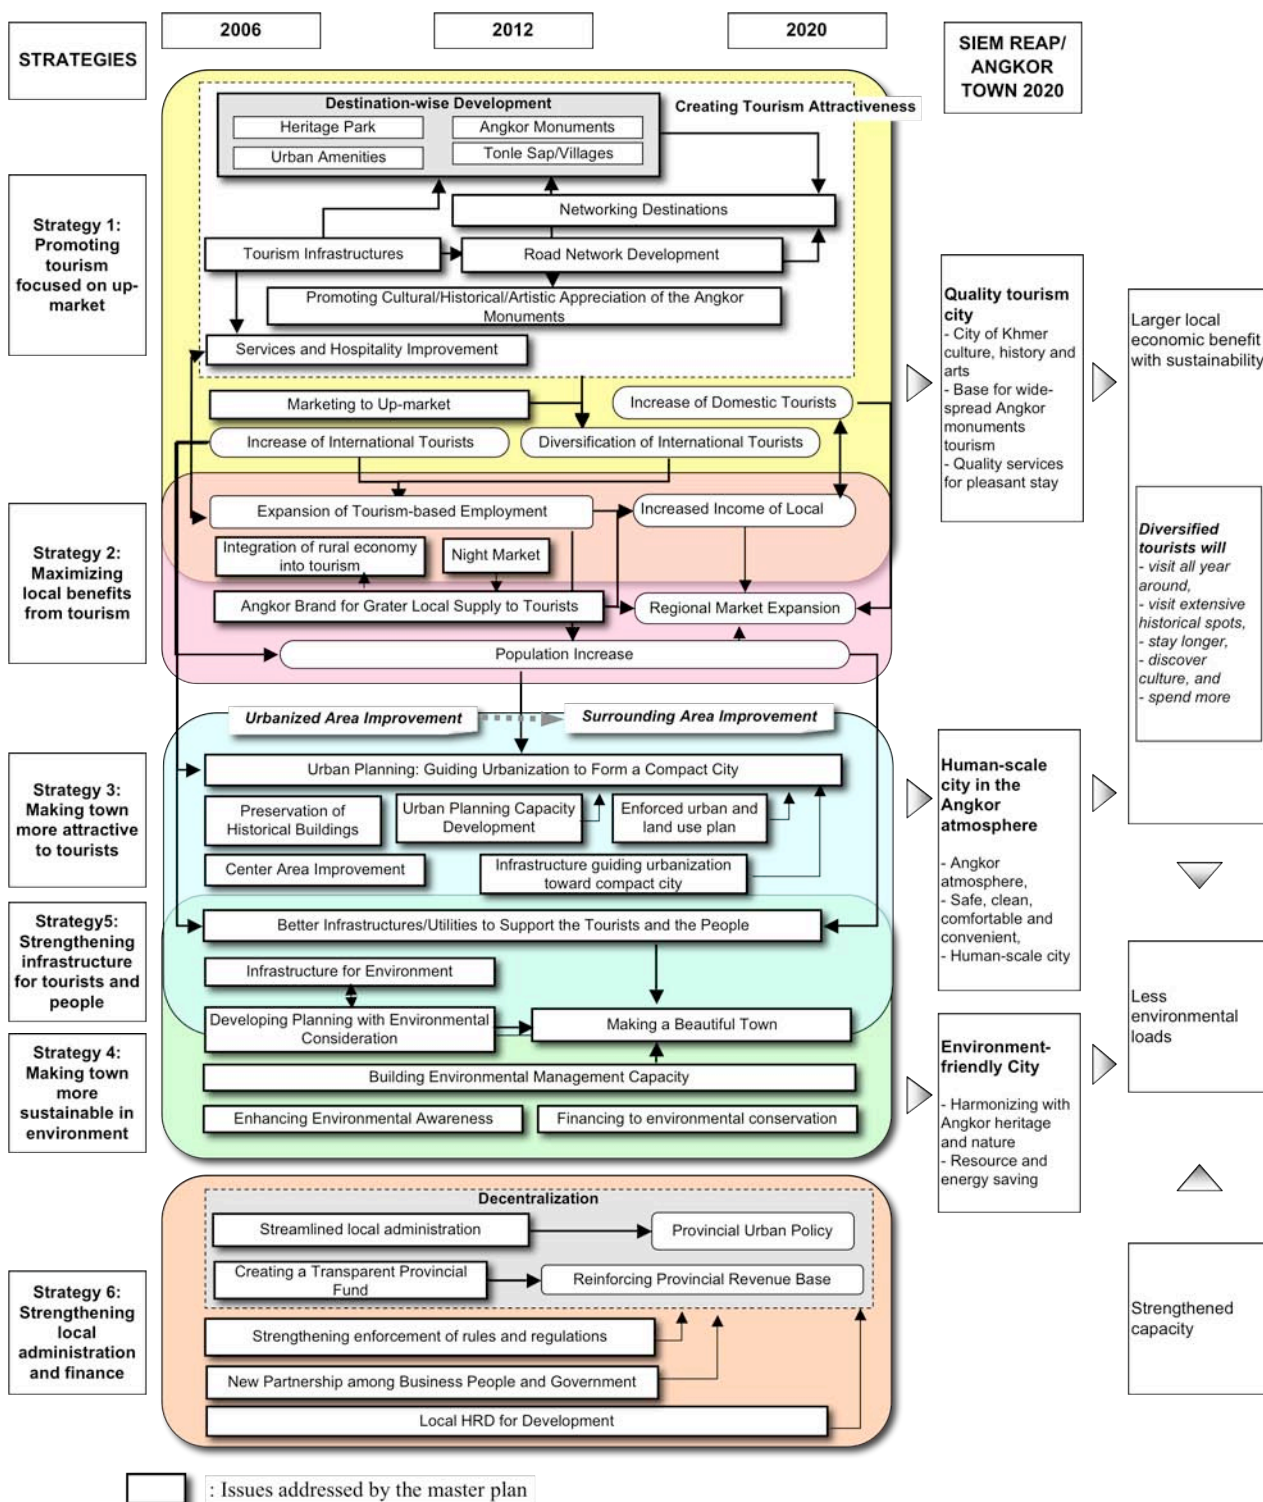 2006
2012
2020
STRATEGIES
SIEM REAP/
ANGKOR
TOWN 2020
Destination-wise Development
Creating Tourism Attractiveness
Heritage Park
Angkor Monuments
Urban Amenities
Tonle Sap/Villages
Networking Destinations
Tourism Infrastructures
Road Network Development
Promoting Cultural/Historical/Artistic Appreciation of the Angkor
Monuments
Services and Hospitality Improvement
Strategy 1:
Promoting
tourism
focused on up-
market
Marketing to Up-market
Increase of Domestic Tourists
Increase of International Tourists
Diversification of International Tourists
Quality tourism
city
- City of Khmer
culture, history and
arts
- Base for wide-
spread Angkor
monuments
tourism
- Quality services
for pleasant stay
Larger local
economic benefit
with sustainability
Strategy 2:
Maximizing
local benefits
from tourism
Expansion of Tourism-based Employment
Increased Income of Local
Integration of rural economy
into tourism
Night Market
Angkor Brand for Grater Local Supply to Tourists
Regional Market Expansion
Population Increase
Diversified
tourists will
- visit all year
around,
- visit extensive
historical spots,
- stay longer,
- discover
culture, and
- spend more
Urbanized Area Improvement
Surrounding Area Improvement
Strategy 3:
Making town
more attractive
to tourists
Urban Planning: Guiding Urbanization to Form a Compact City
Preservation of
Historical Buildings
Urban Planning Capacity
Development
Enforced urban and
land use plan
Center Area Improvement
Infrastructure guiding urbanization
toward compact city
Human-scale
city in the
Angkor
atmosphere
- Angkor
atmosphere,
- Safe, clean,
comfortable and
convenient,
- Human-scale city
Strategy5:
Strengthening
infrastructure
for tourists and
people
Better Infrastructures/Utilities to Support the Tourists and the People
Infrastructure for Environment
Developing Planning with Environmental
Consideration
Making a Beautiful Town
Less
environmental
loads
Strategy 4:
Making town
more
sustainable in
environment
Building Environmental Management Capacity
Enhancing Environmental Awareness
Financing to environmental conservation
Environment-
friendly City
- Harmonizing with
Angkor heritage
and nature
- Resource and
energy saving
Decentralization
Streamlined local administration
Provincial Urban Policy
Creating a Transparent Provincial
Fund
Reinforcing Provincial Revenue Base
Strategy 6:
Strengthening
local
administration
and finance
Strengthening enforcement of rules and regulations
New Partnership among Business People and Government
Local HRD for Development
Strengthened
capacity
: Issues addressed by the master plan